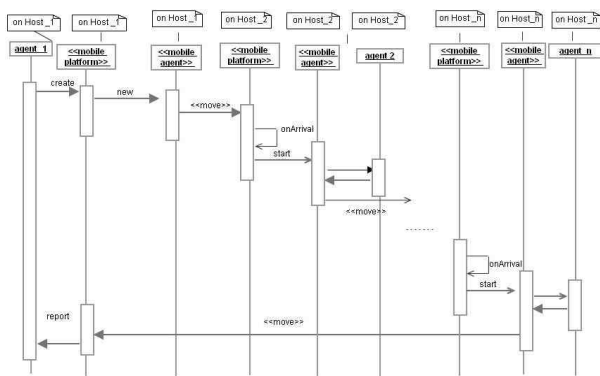 on Host_1
on Host_1
on Host_1
on Host_2
on Host_2
on Host_2
on Host_n
on Host_n
on Host_n
agent_1
<<mobile
platform>>
<<mobile
agent>>
<<mobile
platform>>
<<mobile
agent>>
agent 2
<<mobile
platform>>
<<mobile
agent>>
agent_n
create
new
<<move>>
onArrival
start
<<move>>
.......
onArrival
start
report
<<move>>